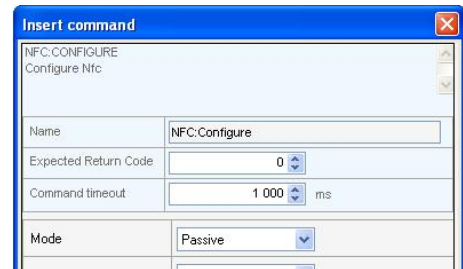 Insert command
NFC:CONFIGURE
Configure Nfc
Name NFC:Configure
Expected Return Code 0
Command timeout 1 000 ms
Mode Passive